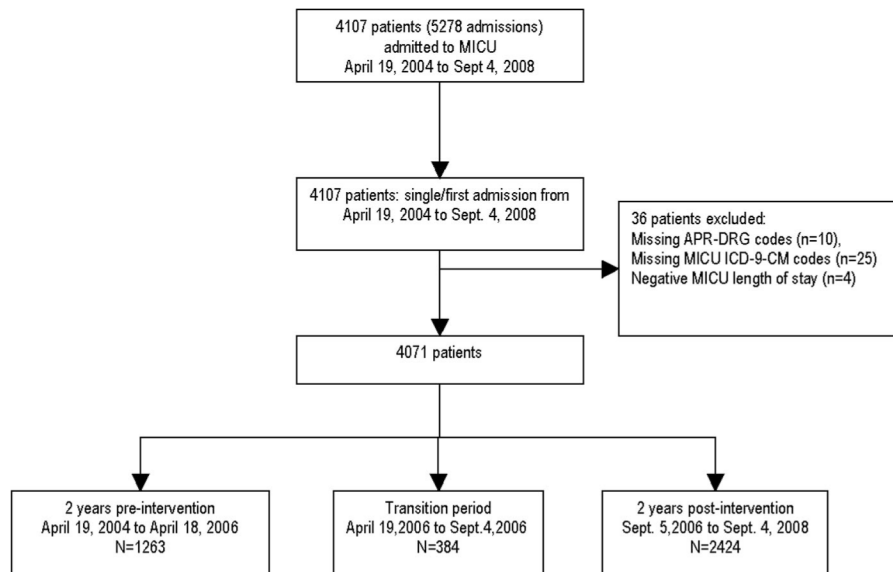 4107 patients (5278 admissions)
admitted to MICU
April 19, 2004 to Sept 4, 2008
4107 patients: single/first admission from
April 19, 2004 to Sept. 4, 2008
36 patients excluded:
Missing APR-DRG codes (n=10),
Missing MICU ICD-9-CM codes (n=25)
Negative MICU length of stay (n=4)
4071 patients
2 years pre-intervention
April 19, 2004 to April 18, 2006
N=1263
Transition period
April 19,2006 to Sept.4,2006
N=384
2 years post-intervention
Sept. 5,2006 to Sept. 4, 2008
N=2424